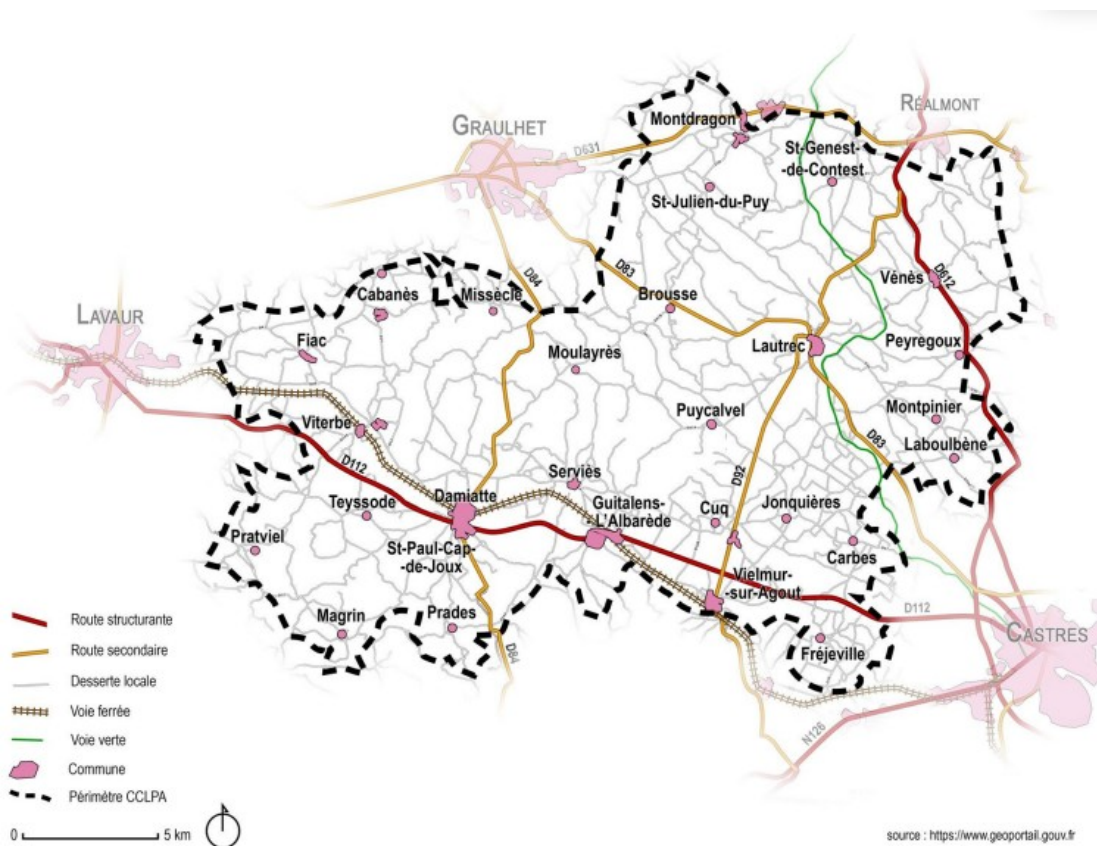 RÉALMONT
Montdragon
GRAULHET
D631
St-Genest-
-de-Contest
St-Julien-du-Puy
D83
D84
Vénès
D612
Cabanès
Missècle
Brousse
LAVAUR
Fiac
Lautrec
Peyregoux
Moulayrès
Puycalvel
Montpinier
D83
Viterbe
Laboulbène
D112
Serviès
D92
Teyssode
Damiatte
Guitalens-
-L'Albarède
Cuq
Jonquières
Pratviel
St-Paul-Cap-
-de-Joux
Carbes
Vielmur-
-sur-Agout
Magrin
Prades
D112
CASTRES
Fréjeville
D84
N126
Route structurante
Route secondaire
Desserte locale
Voie ferrée
Voie verte
Commune
Périmètre CCLPA
0 5 km
source : https://www.geoportail.gouv.fr